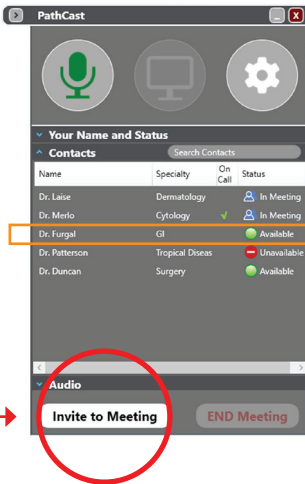 PathCast
Your Name and Status
Contacts Search Contacts
Name Specialty On Call Status
Dr. Laise Dermatology In Meeting
Dr. Merlo Cytology In Meeting
Dr. Furgal GI Available
Dr. Patterson Tropical Diseas Unavailable
Dr. Duncan Surgery Available
Audio
Invite to Meeting END Meeting